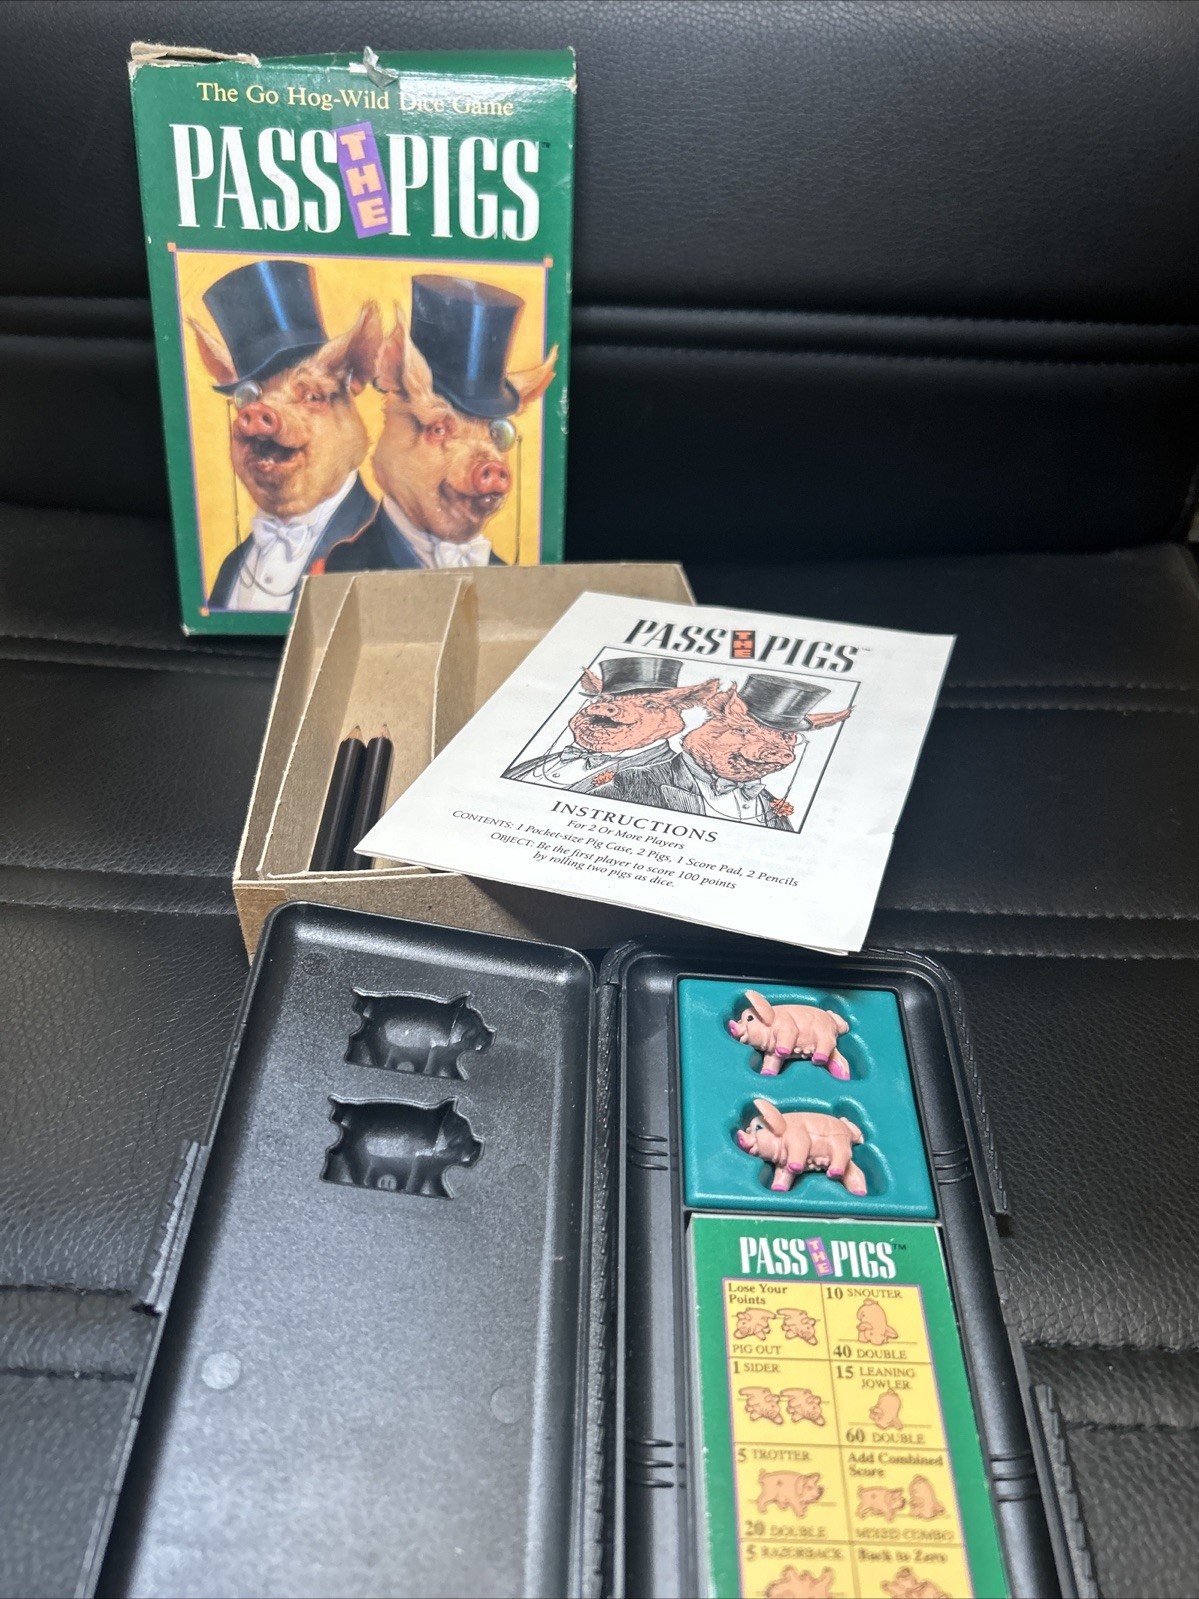 The Go Hog-Wild Dice Game
PASS THE PIGS™
PASS THE PIGS™
INSTRUCTIONS
For 2 Or More Players
CONTENTS: 1 Pocket-size Pig Case, 2 Pigs, 1 Score Pad, 2 Pencils
OBJECT: Be the first player to score 100 points
by rolling two pigs as dice.
PASS THE PIGS™
Lose Your
Points
PIG OUT
10 SNOUTER
40 DOUBLE
1 SIDER
15 LEANING
JOWLER
60 DOUBLE
5 TROTTER
20 DOUBLE
Add Combined
Score
MIXED COMBO
5 RAZORBACK
Back to Zero